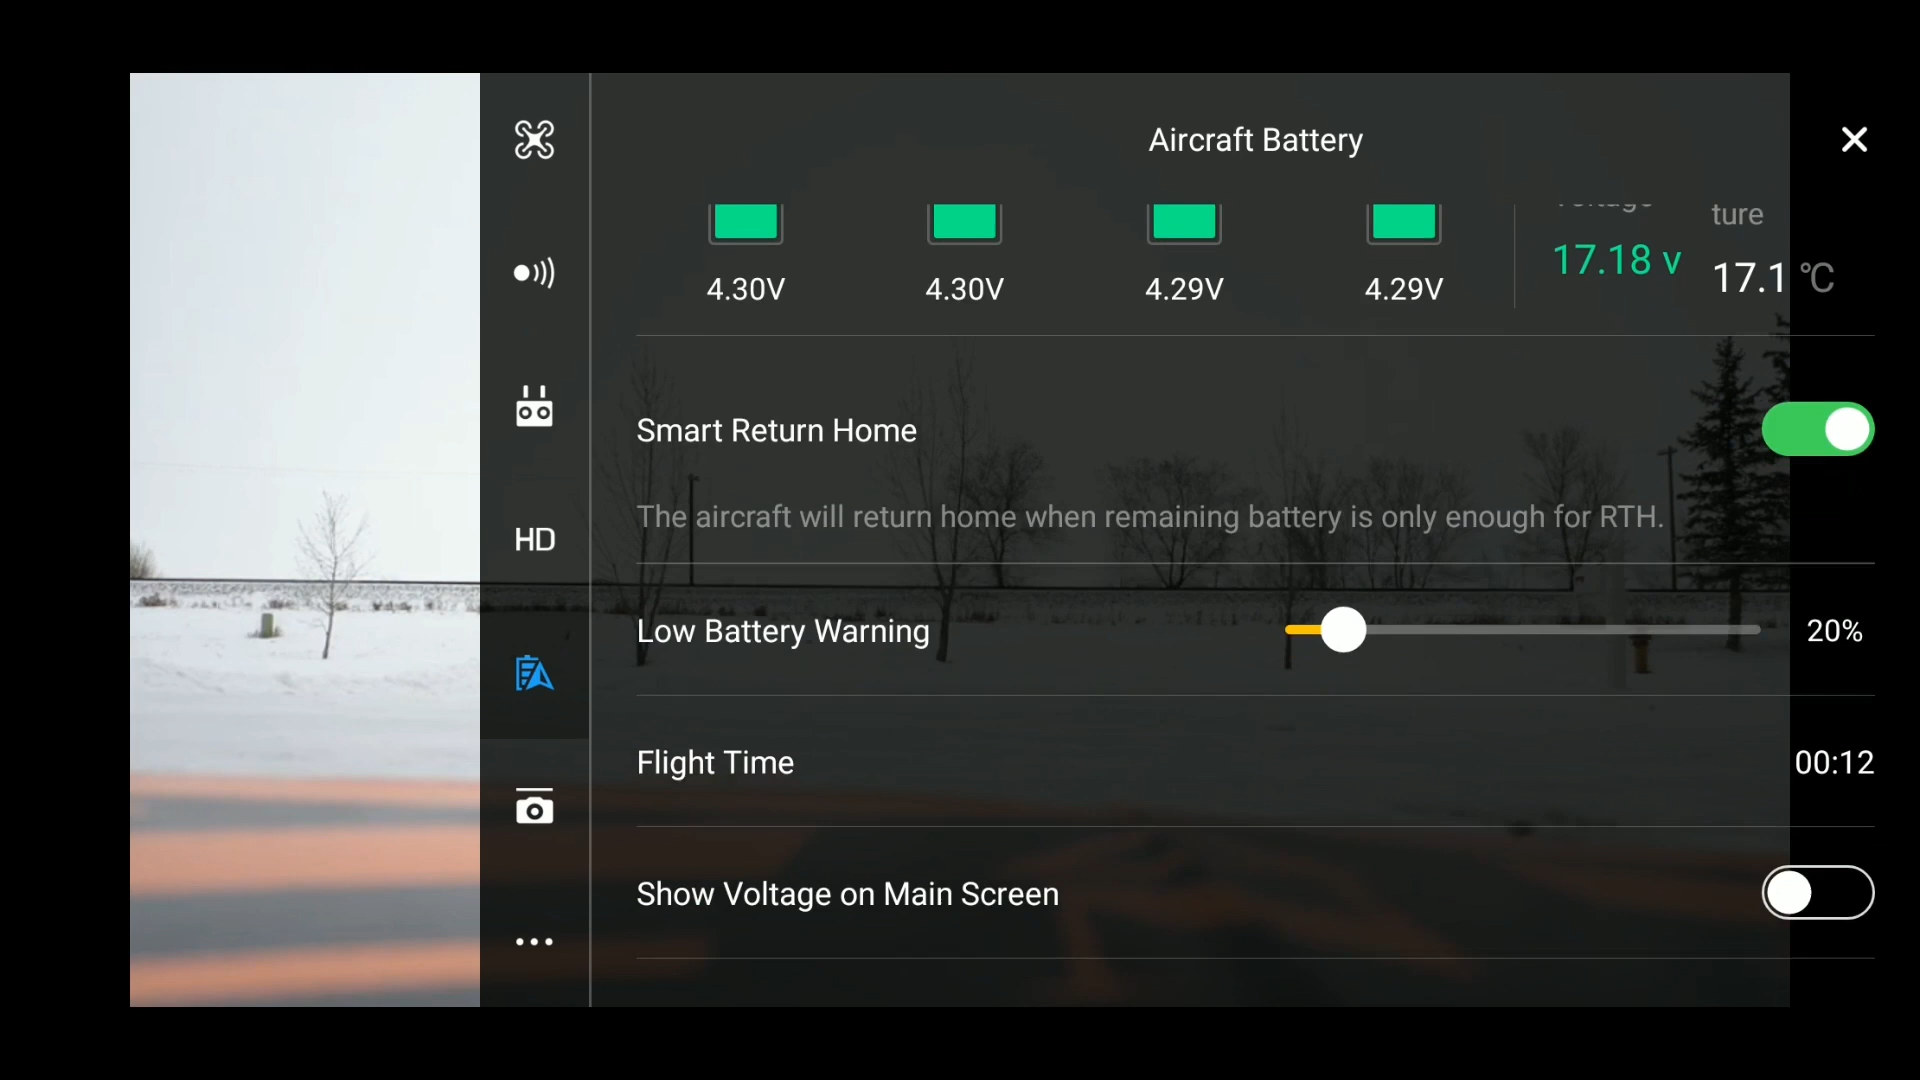 Aircraft Battery
ture
4.30V 4.30V 4.29V 4.29V 17.18 v 17.1 °C
Smart Return Home
The aircraft will return home when remaining battery is only enough for RTH.
HD
Low Battery Warning 20%
Flight Time 00:12
Show Voltage on Main Screen